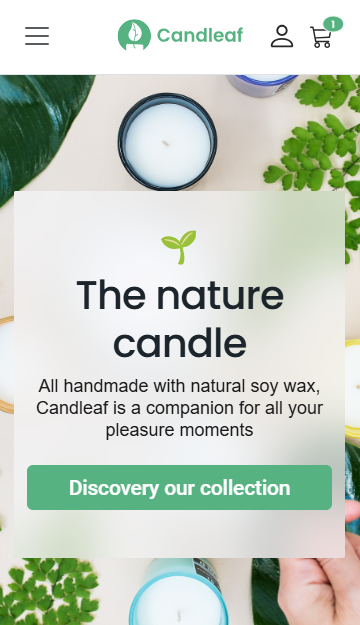 Candleaf
1
The nature
candle
All handmade with natural soy wax,
Candleaf is a companion for all your
pleasure moments
Discovery our collection